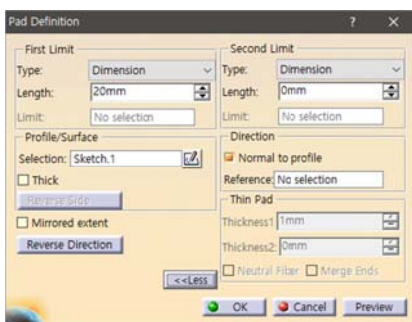 Pad Definition ? ×
First Limit
Type: Dimension
Length: 20mm
Limit: No selection
Profile/Surface
Selection: Sketch.1
Thick
Reverse Side
Mirrored extent
Reverse Direction
<<Less
Second Limit
Type: Dimension
Length: 0mm
Limit: No selection
Direction
Normal to profile
Reference: No selection
Thin Pad
Thickness1 1mm
Thickness2: 0mm
Neutral Fiber Merge Ends
OK Cancel Preview